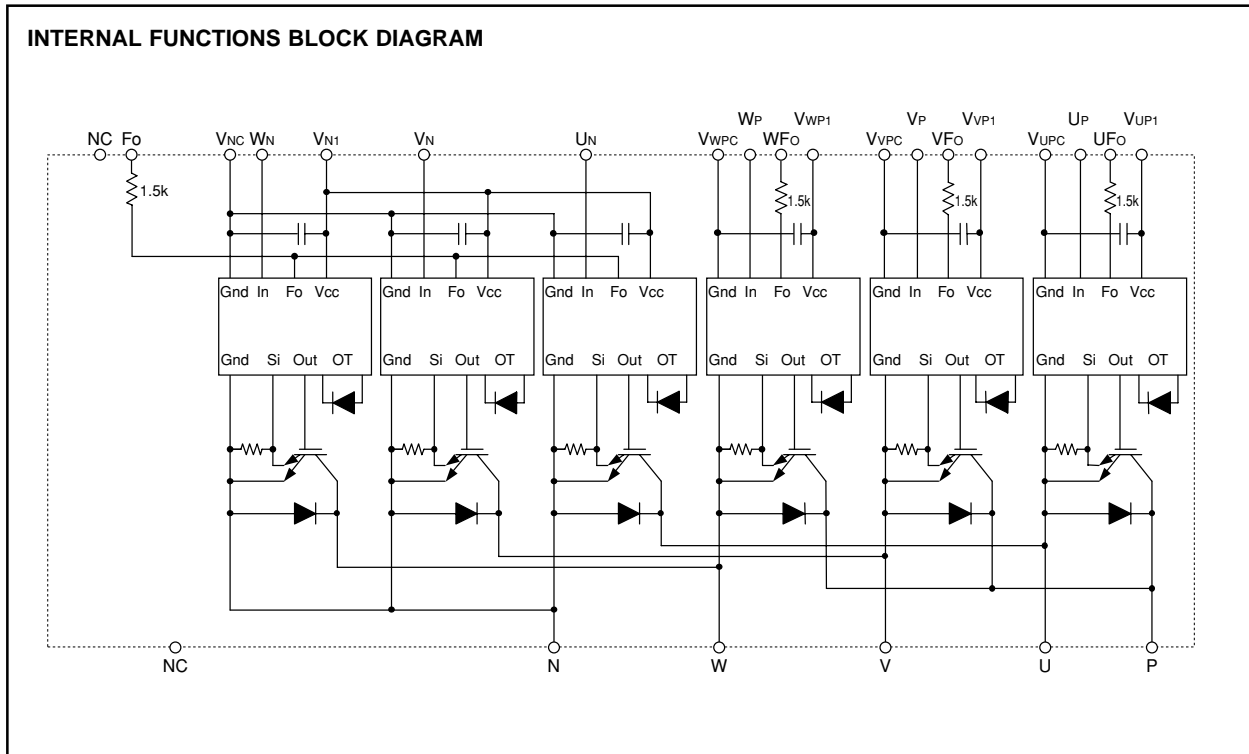 INTERNAL FUNCTIONS BLOCK DIAGRAM
WP VWP1 VP VVP1 UP VUP1
NC FO VNC WN VN1 VN UN VWPC WFO VVPC VFO VUPC UFO
1.5k 1.5k 1.5k 1.5k
Gnd In Fo Vcc Gnd In Fo Vcc Gnd In Fo Vcc Gnd In Fo Vcc Gnd In Fo Vcc Gnd In Fo Vcc
Gnd Si Out OT Gnd Si Out OT Gnd Si Out OT Gnd Si Out OT Gnd Si Out OT Gnd Si Out OT
NC N W V U P